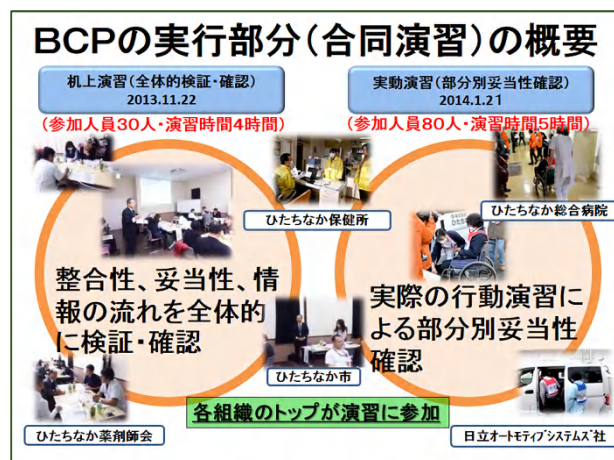 BCPの実行部分(合同演習)の概要
机上演習(全体的検証・確認)
2013.11.22
実動演習(部分別妥当性確認)
2014.1.21
(参加人員30人・演習時間4時間)
(参加人員80人・演習時間5時間)
ひたちなか保健所
ひたちなか総合病院
整合性、妥当性、情
報の流れを全体的
に検証・確認
実際の行動演習に
よる部分別妥当性
確認
ひたちなか市
各組織のトップが演習に参加
ひたちなか薬剤師会
日立オートモティブシステムズ社